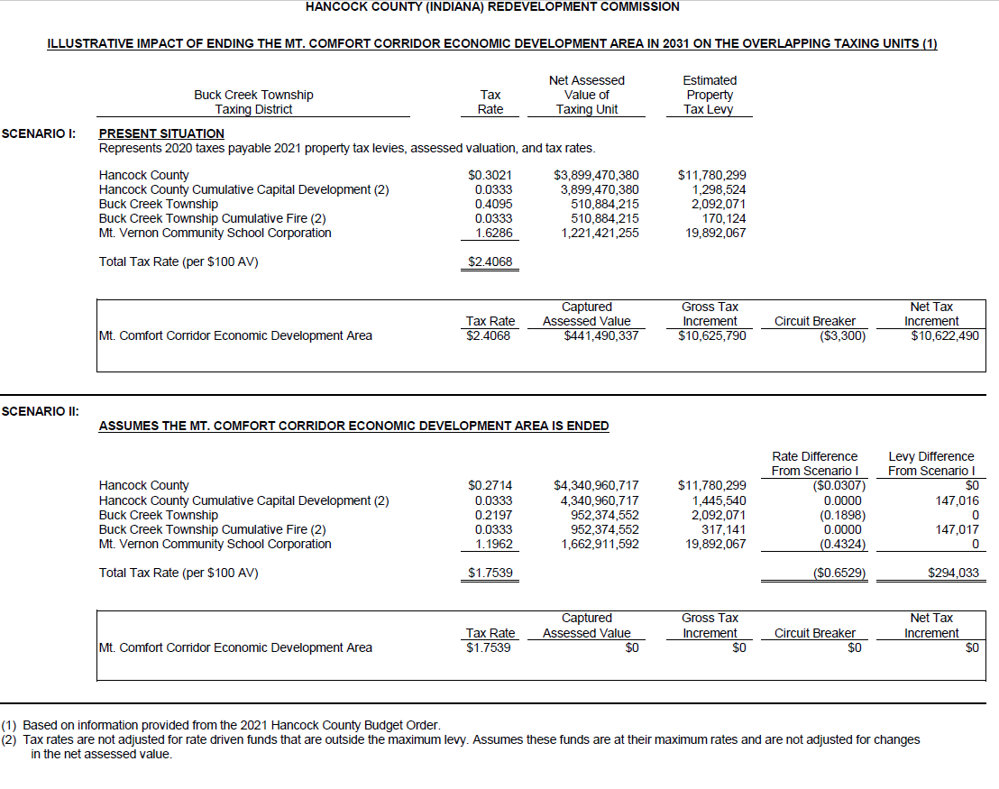 HANCOCK COUNTY (INDIANA) REDEVELOPMENT COMMISSION
ILLUSTRATIVE IMPACT OF ENDING THE MT. COMFORT CORRIDOR ECONOMIC DEVELOPMENT AREA IN 2031 ON THE OVERLAPPING TAXING UNITS (1)
Net Assessed Estimated
Buck Creek Township Tax Value of Property
Taxing District Rate Taxing Unit Tax Levy
SCENARIO I: PRESENT SITUATION
Represents 2020 taxes payable 2021 property tax levies, assessed valuation, and tax rates.
Hancock County $0.3021 $3,899,470,380 $11,780,299
Hancock County Cumulative Capital Development (2) 0.0333 3,899,470,380 1,298,524
Buck Creek Township 0.4095 510,884,215 2,092,071
Buck Creek Township Cumulative Fire (2) 0.0333 510,884,215 170,124
Mt. Vernon Community School Corporation 1.6286 1,221,421,255 19,892,067
Total Tax Rate (per $100 AV) $2.4068
Captured Gross Tax Net Tax
Tax Rate Assessed Value Increment Circuit Breaker Increment
Mt. Comfort Corridor Economic Development Area $2.4068 $441,490,337 $10,625,790 ($3,300) $10,622,490
SCENARIO II:
ASSUMES THE MT. COMFORT CORRIDOR ECONOMIC DEVELOPMENT AREA IS ENDED
Rate Difference Levy Difference
From Scenario I From Scenario I
Hancock County $0.2714 $4,340,960,717 $11,780,299 ($0.0307) $0
Hancock County Cumulative Capital Development (2) 0.0333 4,340,960,717 1,445,540 0.0000 147,016
Buck Creek Township 0.2197 952,374,552 2,092,071 (0.1898) 0
Buck Creek Township Cumulative Fire (2) 0.0333 952,374,552 317,141 0.0000 147,017
Mt. Vernon Community School Corporation 1.1962 1,662,911,592 19,892,067 (0.4324) 0
Total Tax Rate (per $100 AV) $1.7539 ($0.6529) $294,033
Captured Gross Tax Net Tax
Tax Rate Assessed Value Increment Circuit Breaker Increment
Mt. Comfort Corridor Economic Development Area $1.7539 $0 $0 $0 $0
(1) Based on information provided from the 2021 Hancock County Budget Order.
(2) Tax rates are not adjusted for rate driven funds that are outside the maximum levy. Assumes these funds are at their maximum rates and are not adjusted for changes
in the net assessed value.